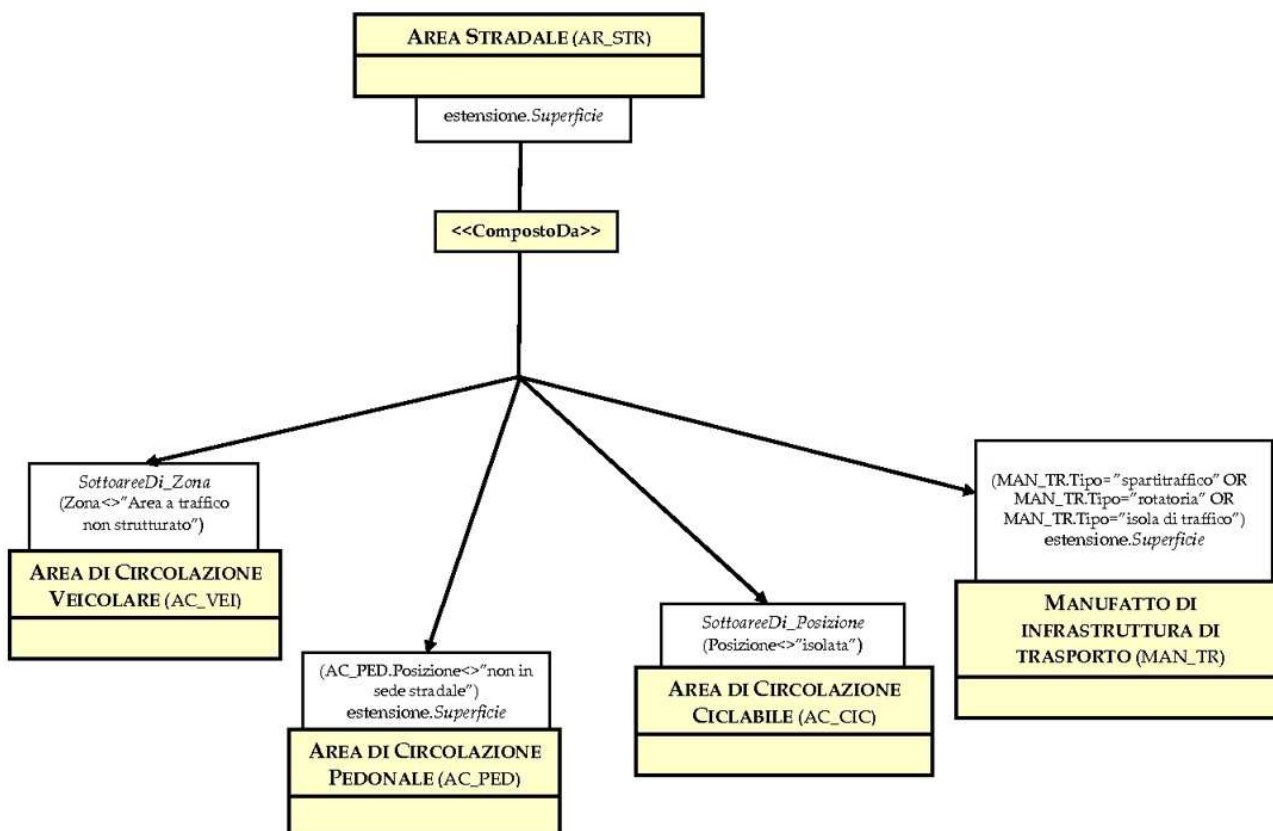 AREA STRADALE (AR_STR)
estensione.Superficie
<<CompostoDa>>
SottoareeDi_Zona
(Zona<>"Area a traffico
non strutturato")
AREA DI CIRCOLAZIONE
VEICOLARE (AC_VEI)
(AC_PED.Posizione<>"non in
sede stradale")
estensione.Superficie
AREA DI CIRCOLAZIONE
PEDONALE (AC_PED)
SottoareeDi_Posizione
(Posizione<>"isolata")
AREA DI CIRCOLAZIONE
CICLABILE (AC_CIC)
(MAN_TR.Tipo="spartitraffico" OR
MAN_TR.Tipo="rotatoria" OR
MAN_TR.Tipo="isola di traffico")
estensione.Superficie
MANUFATTO DI
INFRASTRUTTURA DI
TRASPORTO (MAN_TR)